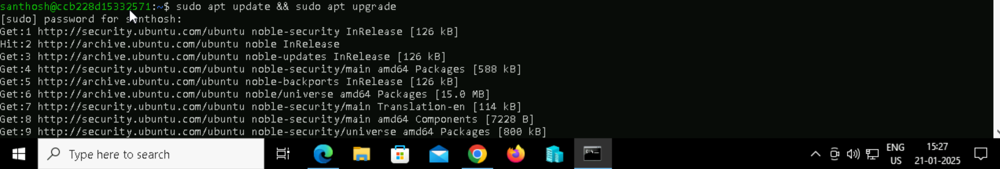 santhosh@ccb228d15332571:~$ sudo apt update && sudo apt upgrade
[sudo] password for santhosh:
Get:1 http://security.ubuntu.com/ubuntu noble-security InRelease [126 kB]
Hit:2 http://archive.ubuntu.com/ubuntu noble InRelease
Get:3 http://archive.ubuntu.com/ubuntu noble-updates InRelease [126 kB]
Get:4 http://security.ubuntu.com/ubuntu noble-security/main amd64 Packages [588 kB]
Get:5 http://archive.ubuntu.com/ubuntu noble-backports InRelease [126 kB]
Get:6 http://archive.ubuntu.com/ubuntu noble/universe amd64 Packages [15.0 MB]
Get:7 http://security.ubuntu.com/ubuntu noble-security/main Translation-en [114 kB]
Get:8 http://security.ubuntu.com/ubuntu noble-security/main amd64 Components [7228 B]
Get:9 http://security.ubuntu.com/ubuntu noble-security/universe amd64 Packages [800 kB]
Type here to search
ENG
US
15:27
21-01-2025